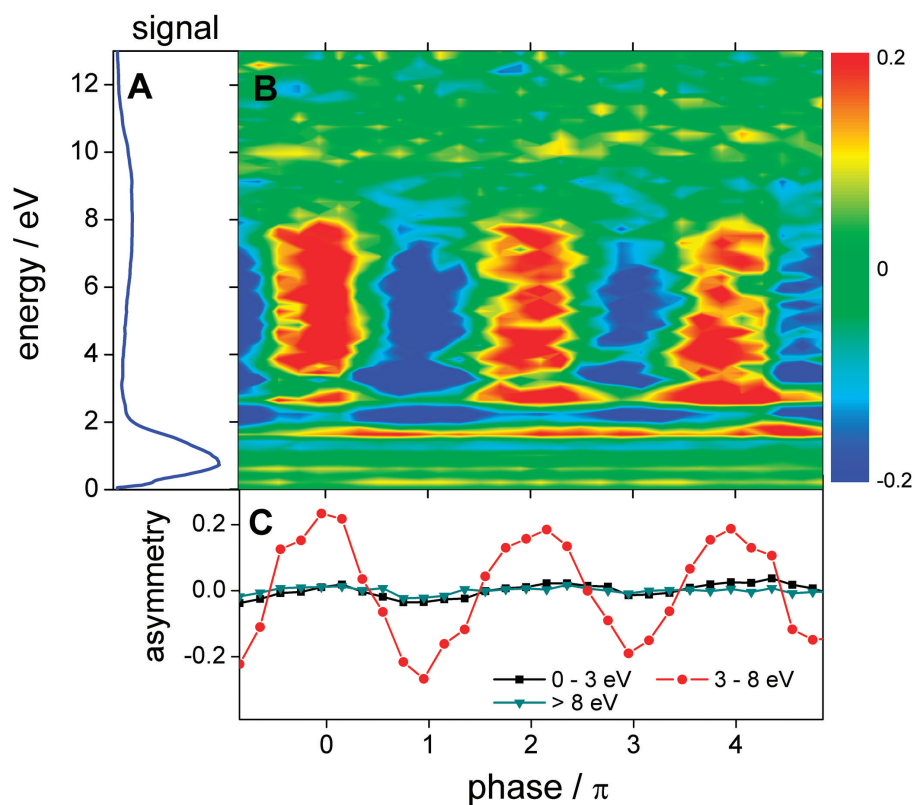 signal
A
B
energy / eV
12
10
8
6
4
2
0
0.2
0
-0.2
C
asymmetry
0.2
0.0
-0.2
0 - 3 eV
3 - 8 eV
> 8 eV
0 1 2 3 4
phase / π